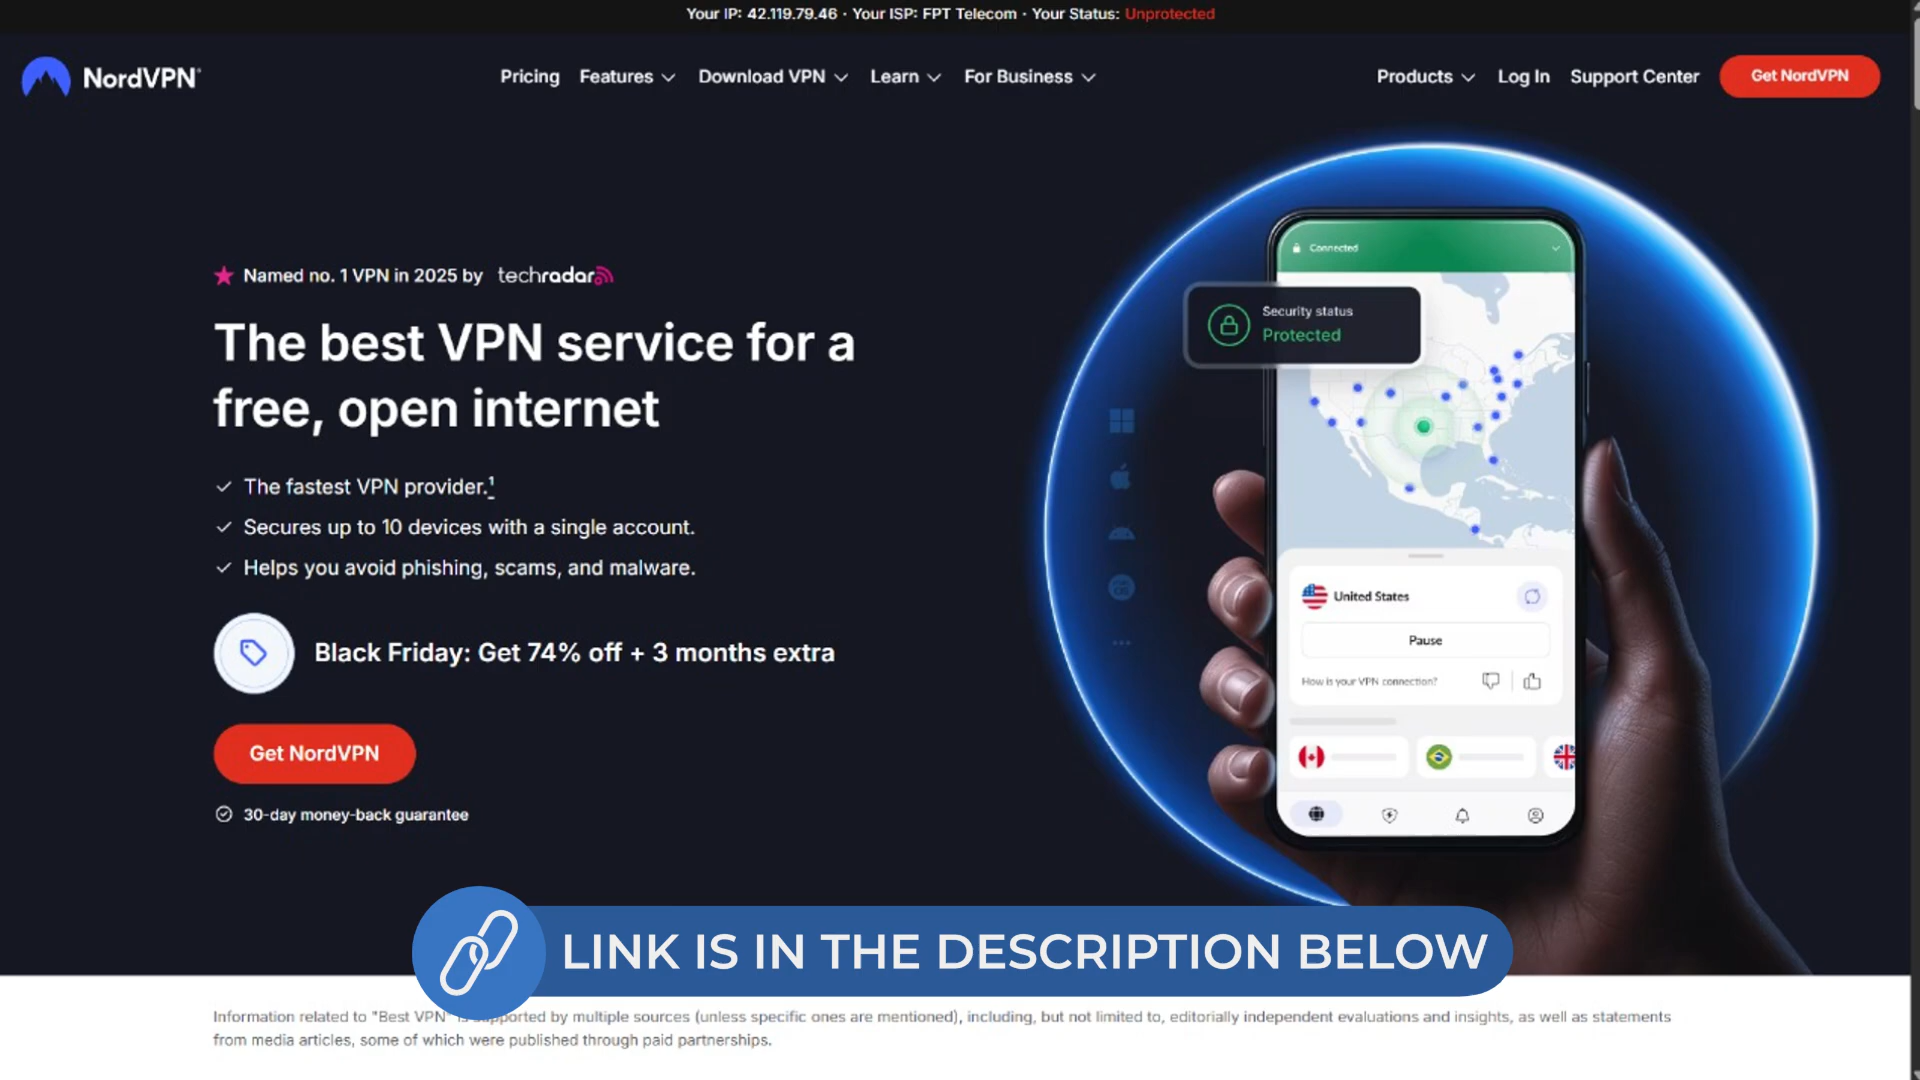 Your IP: 42.119.79.46 · Your ISP: FPT Telecom · Your Status: Unprotected
NordVPN®
Pricing
Features
Download VPN
Learn
For Business
Products
Log In
Support Center
Get NordVPN
Named no. 1 VPN in 2025 by techradar
The best VPN service for a
free, open internet
The fastest VPN provider.¹
Secures up to 10 devices with a single account.
Helps you avoid phishing, scams, and malware.
Black Friday: Get 74% off + 3 months extra
Get NordVPN
30-day money-back guarantee
Connected
Security status
Protected
United States
Pause
How is your VPN connection?
LINK IS IN THE DESCRIPTION BELOW
Information related to "Best VPN" is supported by multiple sources (unless specific ones are mentioned), including, but not limited to, editorially independent evaluations and insights, as well as statements
from media articles, some of which were published through paid partnerships.